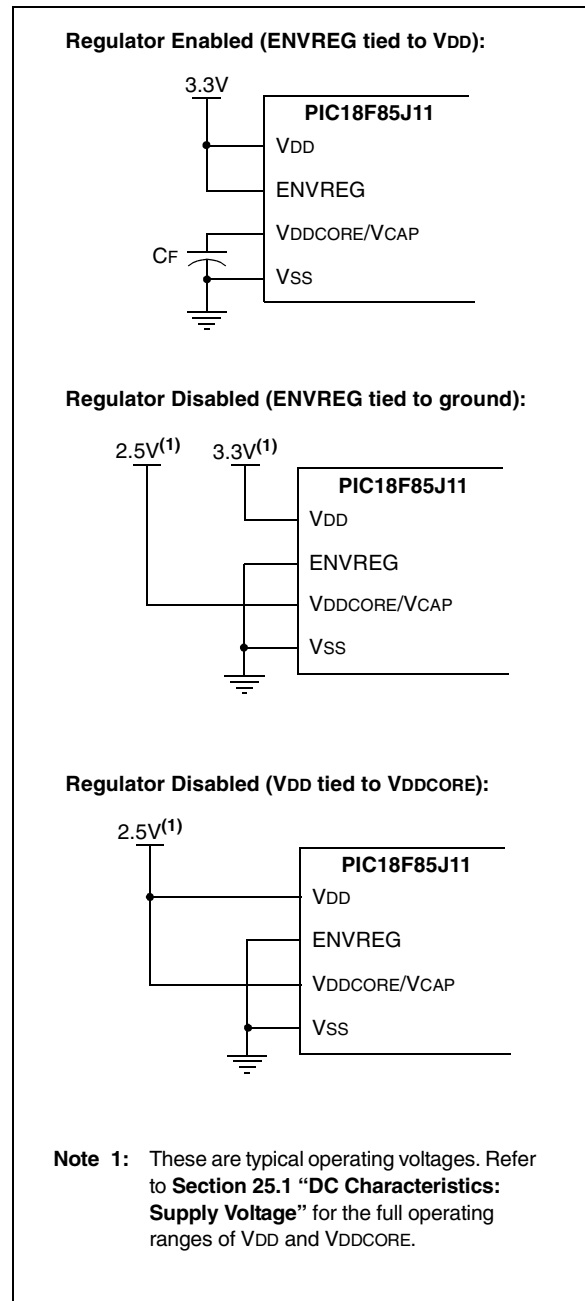 Regulator Enabled (ENVREG tied to VDD):
3.3V
PIC18F85J11
VDD
ENVREG
VDDCORE/VCAP
CF
VSS
Regulator Disabled (ENVREG tied to ground):
2.5V(1) 3.3V(1)
PIC18F85J11
VDD
ENVREG
VDDCORE/VCAP
VSS
Regulator Disabled (VDD tied to VDDCORE):
2.5V(1)
PIC18F85J11
VDD
ENVREG
VDDCORE/VCAP
VSS
Note 1: These are typical operating voltages. Refer
to Section 25.1 “DC Characteristics:
Supply Voltage” for the full operating
ranges of VDD and VDDCORE.